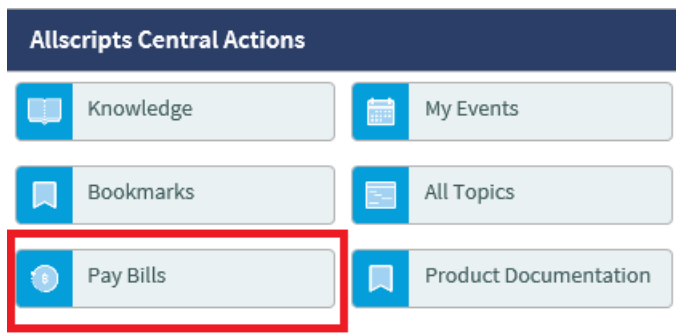 Allscripts Central Actions
Knowledge
My Events
Bookmarks
All Topics
Pay Bills
Product Documentation